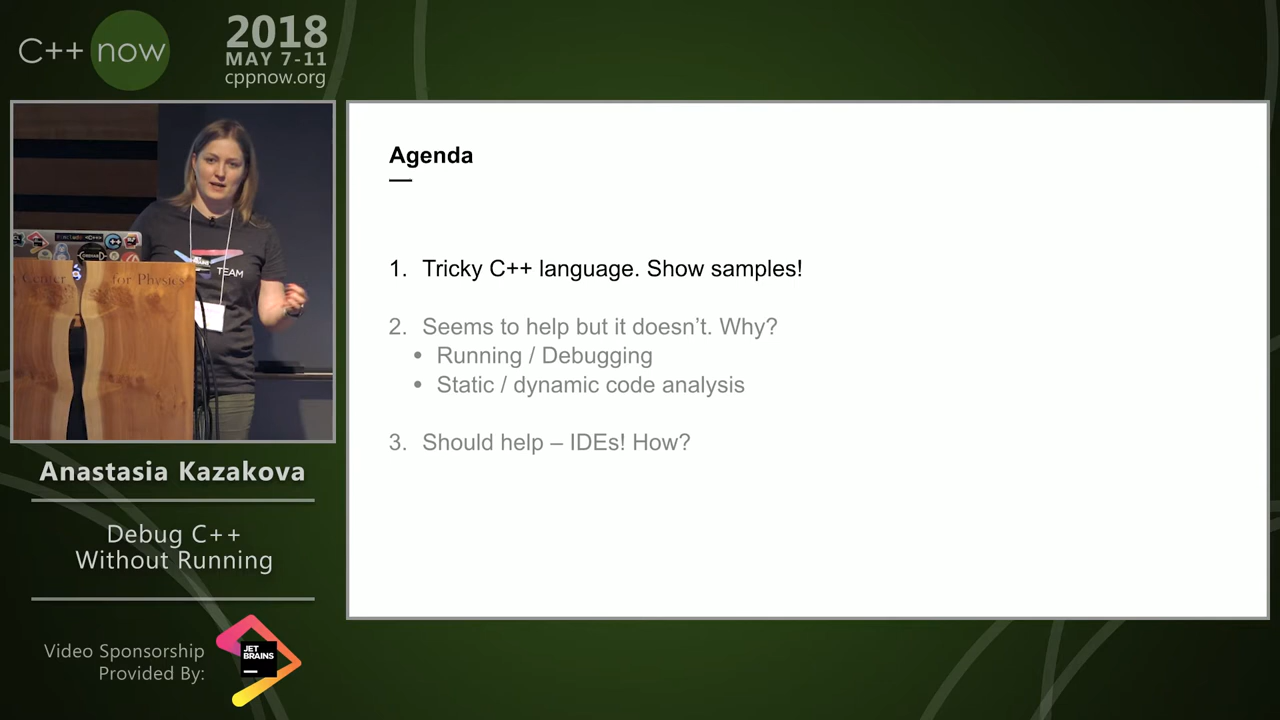 C++ now
2018
MAY 7-11
cppnow.org
TEAM
Center for Physics
Anastasia Kazakova
Debug C++
Without Running
Video Sponsorship
Provided By:
JET
BRAINS
Agenda
1. Tricky C++ language. Show samples!
2. Seems to help but it doesn’t. Why?
• Running / Debugging
• Static / dynamic code analysis
3. Should help – IDEs! How?